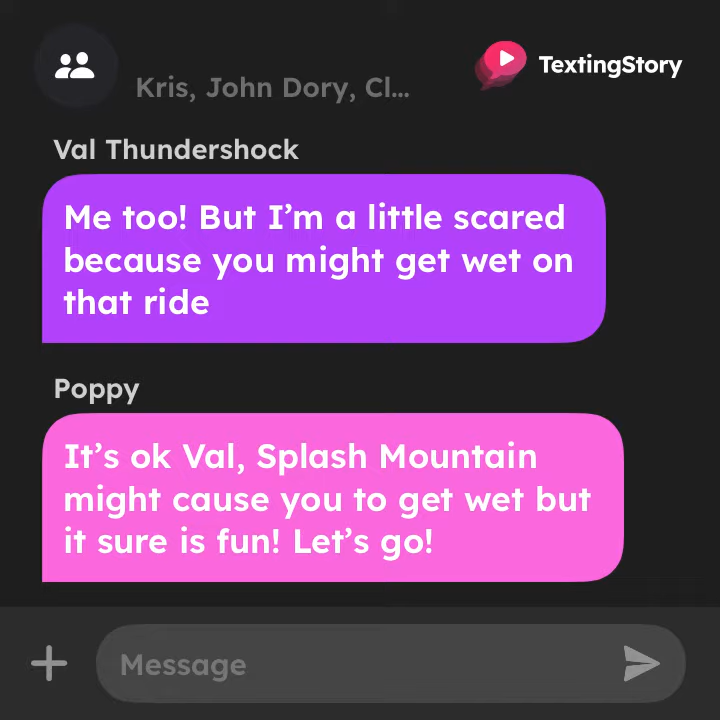 TextingStory
Kris, John Dory, Cl...
Val Thundershock
Me too! But I’m a little scared
because you might get wet on
that ride
Poppy
It’s ok Val, Splash Mountain
might cause you to get wet but
it sure is fun! Let’s go!
Message